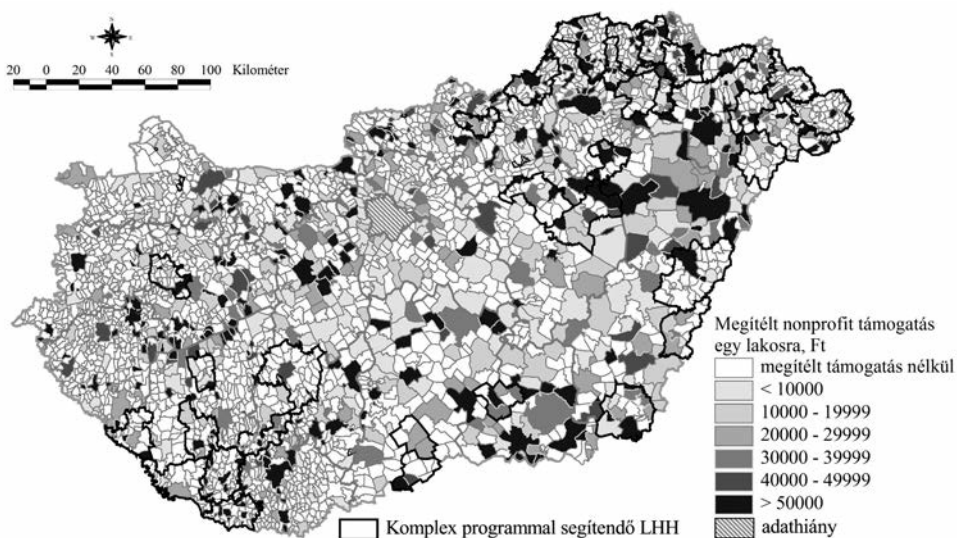 N
W E
S
20 0 20 40 60 80 100 Kilométer
Megítélt nonprofit támogatás
egy lakosra, Ft
megítélt támogatás nélkül
< 10000
10000 - 19999
20000 - 29999
30000 - 39999
40000 - 49999
> 50000
adathiány
Komplex programmal segítendő LHH